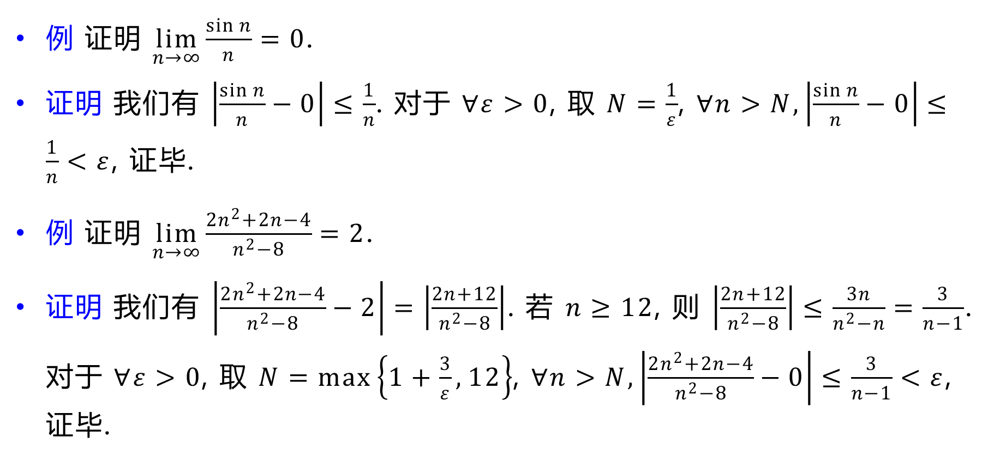 • 例 证明 $\lim\limits_{n\to\infty}\frac{\sin n}{n} = 0.$
• 证明 我们有 $\left|\frac{\sin n}{n} - 0\right| \le \frac{1}{n}$. 对于 $\forall \varepsilon > 0$, 取 $N = \frac{1}{\varepsilon}$, $\forall n > N, \left|\frac{\sin n}{n} - 0\right| \le$
$\frac{1}{n} < \varepsilon$, 证毕.
• 例 证明 $\lim\limits_{n\to\infty}\frac{2n^2+2n-4}{n^2-8} = 2.$
• 证明 我们有 $\left|\frac{2n^2+2n-4}{n^2-8} - 2\right| = \left|\frac{2n+12}{n^2-8}\right|$. 若 $n \ge 12$, 则 $\left|\frac{2n+12}{n^2-8}\right| \le \frac{3n}{n^2-n} = \frac{3}{n-1}$.
对于 $\forall \varepsilon > 0$, 取 $N = \max\left\{1 + \frac{3}{\varepsilon}, 12\right\}$, $\forall n > N, \left|\frac{2n^2+2n-4}{n^2-8} - 0\right| \le \frac{3}{n-1} < \varepsilon$,
证毕.